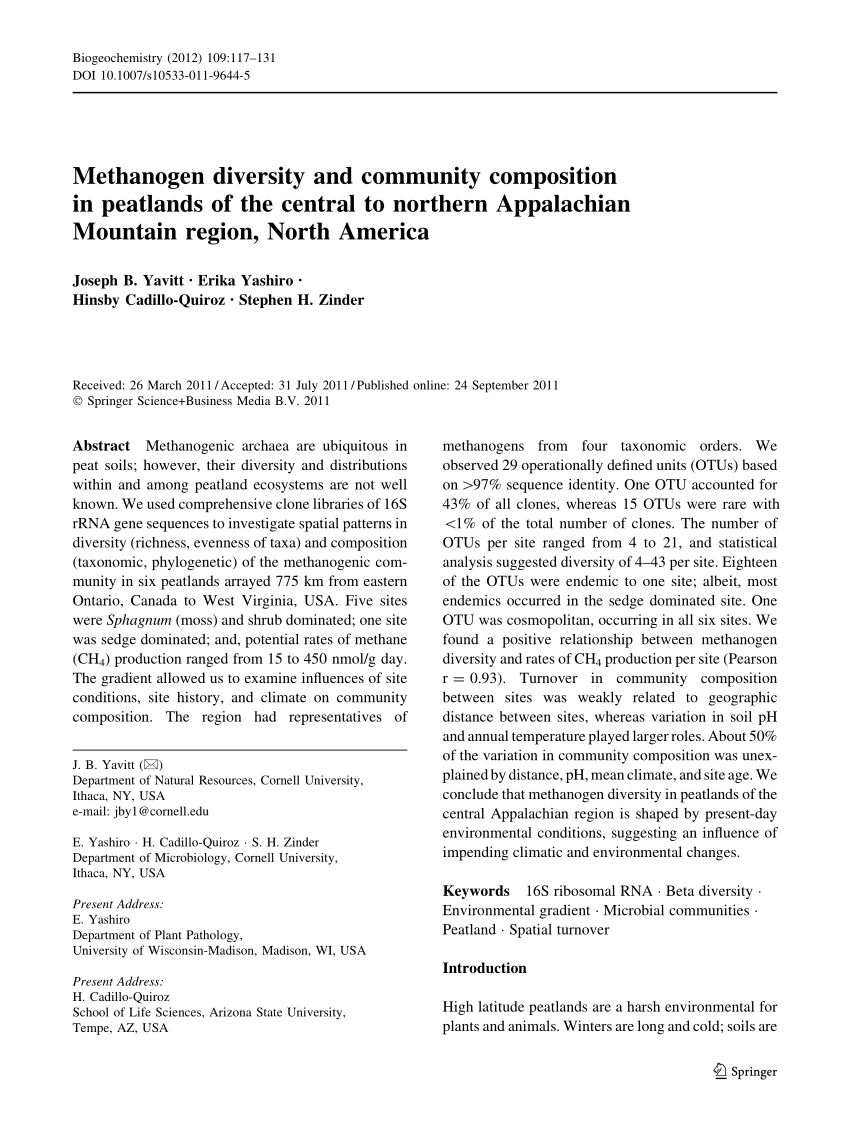 Biogeochemistry (2012) 109:117–131
DOI 10.1007/s10533-011-9644-5
Methanogen diversity and community composition
in peatlands of the central to northern Appalachian
Mountain region, North America
Joseph B. Yavitt · Erika Yashiro ·
Hinsby Cadillo-Quiroz · Stephen H. Zinder
Received: 26 March 2011 / Accepted: 31 July 2011 / Published online: 24 September 2011
© Springer Science+Business Media B.V. 2011
Abstract Methanogenic archaea are ubiquitous in
peat soils; however, their diversity and distributions
within and among peatland ecosystems are not well
known. We used comprehensive clone libraries of 16S
rRNA gene sequences to investigate spatial patterns in
diversity (richness, evenness of taxa) and composition
(taxonomic, phylogenetic) of the methanogenic com-
munity in six peatlands arrayed 775 km from eastern
Ontario, Canada to West Virginia, USA. Five sites
were Sphagnum (moss) and shrub dominated; one site
was sedge dominated; and, potential rates of methane
(CH4) production ranged from 15 to 450 nmol/g day.
The gradient allowed us to examine influences of site
conditions, site history, and climate on community
composition. The region had representatives of
J. B. Yavitt (✉)
Department of Natural Resources, Cornell University,
Ithaca, NY, USA
e-mail: jby1@cornell.edu
E. Yashiro · H. Cadillo-Quiroz · S. H. Zinder
Department of Microbiology, Cornell University,
Ithaca, NY, USA
Present Address:
E. Yashiro
Department of Plant Pathology,
University of Wisconsin-Madison, Madison, WI, USA
Present Address:
H. Cadillo-Quiroz
School of Life Sciences, Arizona State University,
Tempe, AZ, USA
methanogens from four taxonomic orders. We
observed 29 operationally defined units (OTUs) based
on >97% sequence identity. One OTU accounted for
43% of all clones, whereas 15 OTUs were rare with
<1% of the total number of clones. The number of
OTUs per site ranged from 4 to 21, and statistical
analysis suggested diversity of 4–43 per site. Eighteen
of the OTUs were endemic to one site; albeit, most
endemics occurred in the sedge dominated site. One
OTU was cosmopolitan, occurring in all six sites. We
found a positive relationship between methanogen
diversity and rates of CH4 production per site (Pearson
r = 0.93). Turnover in community composition
between sites was weakly related to geographic
distance between sites, whereas variation in soil pH
and annual temperature played larger roles. About 50%
of the variation in community composition was unex-
plained by distance, pH, mean climate, and site age. We
conclude that methanogen diversity in peatlands of the
central Appalachian region is shaped by present-day
environmental conditions, suggesting an influence of
impending climatic and environmental changes.
Keywords 16S ribosomal RNA · Beta diversity ·
Environmental gradient · Microbial communities ·
Peatland · Spatial turnover
Introduction
High latitude peatlands are a harsh environmental for
plants and animals. Winters are long and cold; soils are
Springer